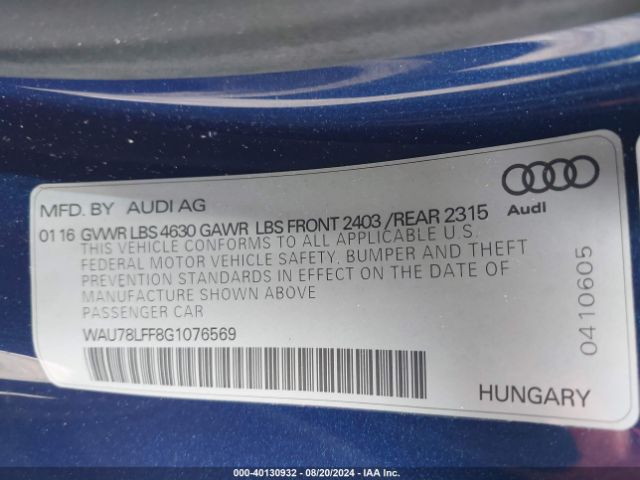 MFD. BY AUDI AG
01 16 GVWR LBS 4630 GAWR LBS FRONT 2403 /REAR 2315
THIS VEHICLE CONFORMS TO ALL APPLICABLE U.S.
FEDERAL MOTOR VEHICLE SAFETY, BUMPER AND THEFT
PREVENTION STANDARDS IN EFFECT ON THE DATE OF
MANUFACTURE SHOWN ABOVE
PASSENGER CAR
WAU78LFF8G1076569
Audi
0410605
HUNGARY
000-40130932 - 08/20/2024 - IAA Inc.